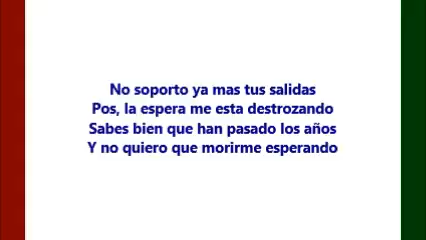 No soporto ya mas tus salidas
Pos, la espera me esta destrozando
Sabes bien que han pasado los años
Y no quiero que morirme esperando